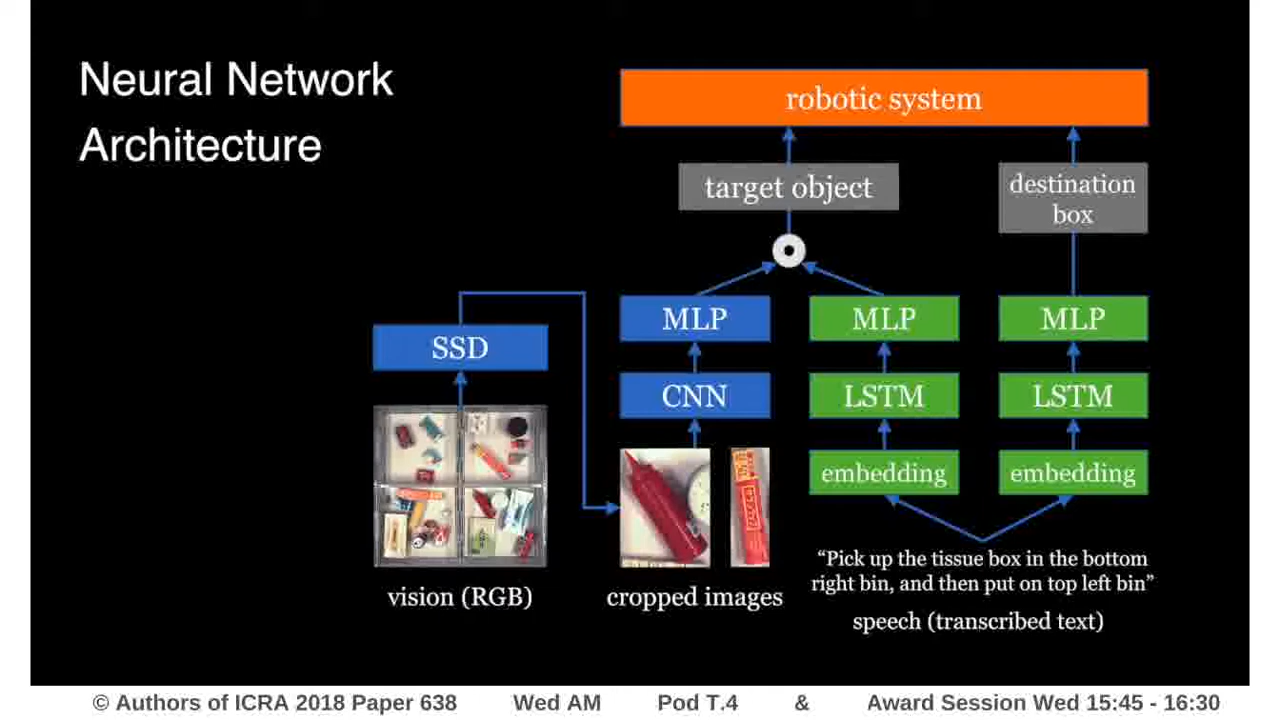 Neural Network
Architecture
robotic system
target object
destination
box
MLP
MLP
MLP
SSD
CNN
LSTM
LSTM
embedding
embedding
“Pick up the tissue box in the bottom
right bin, and then put on top left bin”
vision (RGB)
cropped images
speech (transcribed text)
© Authors of ICRA 2018 Paper 638 Wed AM Pod T.4 & Award Session Wed 15:45 - 16:30